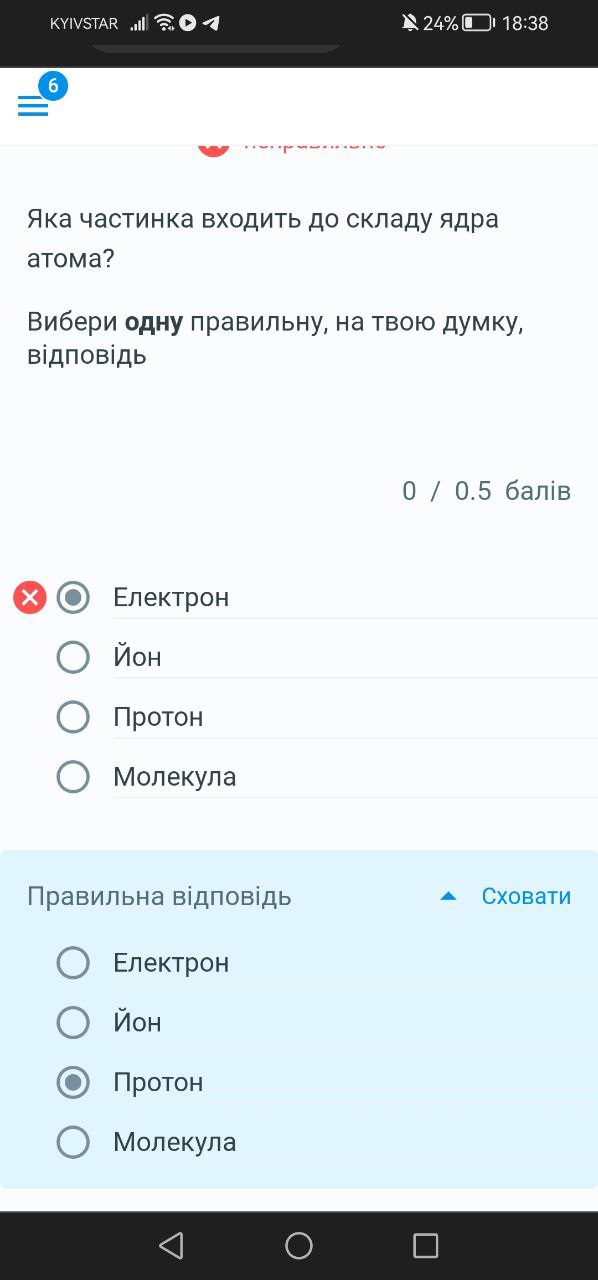 KYIVSTAR 24% 18:38
6
Яка частинка входить до складу ядра
атома?
Вибери одну правильну, на твою думку,
відповідь
0 / 0.5 балів
Електрон
Йон
Протон
Молекула
Правильна відповідь Сховати
Електрон
Йон
Протон
Молекула